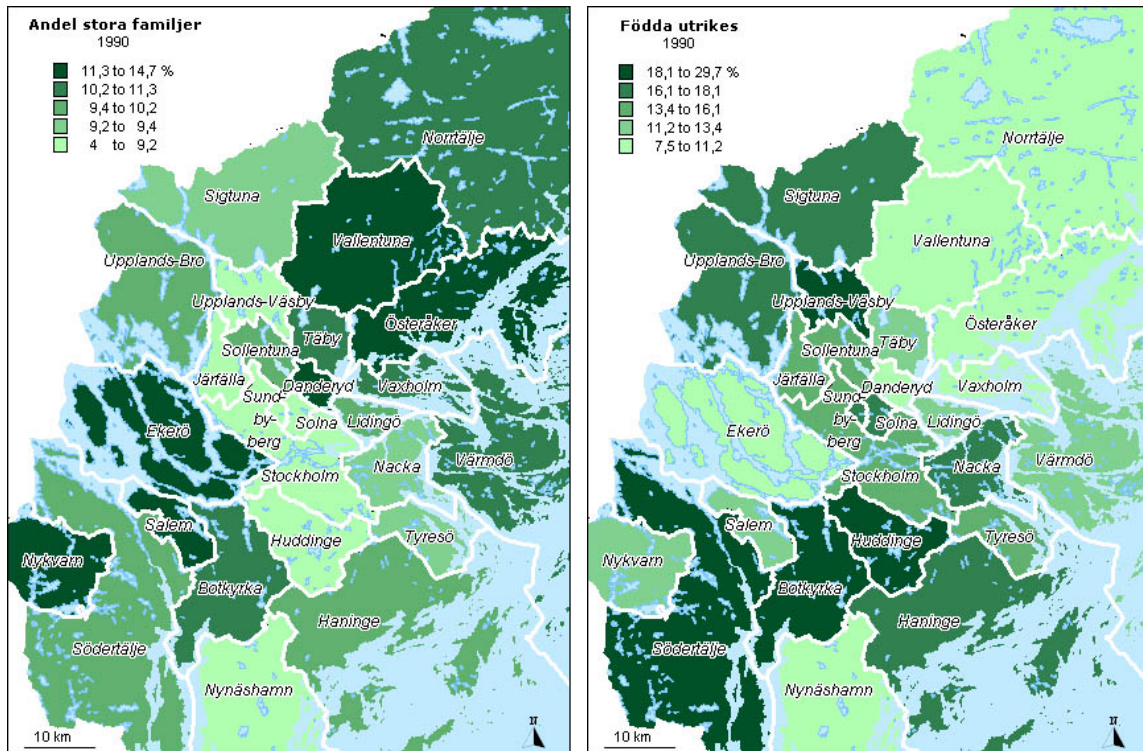 Andel stora familjer
1990
11,3 to 14,7 %
10,2 to 11,3
9,4 to 10,2
9,2 to 9,4
4 to 9,2
Norrtälje
Sigtuna
Vallentuna
Upplands-Bro
Upplands-Väsby
Österåker
Täby
Sollentuna
Järfälla
Danderyd
Vaxholm
Sund-
by-
berg
Solna
Lidingö
Ekerö
Nacka
Värmdö
Stockholm
Salem
Huddinge
Tyresö
Nykvarn
Botkyrka
Haninge
Södertälje
Nynäshamn
10 km
N
Födda utrikes
1990
18,1 to 29,7 %
16,1 to 18,1
13,4 to 16,1
11,2 to 13,4
7,5 to 11,2
Norrtälje
Sigtuna
Vallentuna
Upplands-Bro
Upplands-Väsby
Österåker
Täby
Sollentuna
Järfälla
Danderyd
Vaxholm
Sund-
by-
berg
Solna
Lidingö
Ekerö
Nacka
Värmdö
Stockholm
Salem
Huddinge
Tyresö
Nykvarn
Botkyrka
Haninge
Södertälje
Nynäshamn
10 km
N